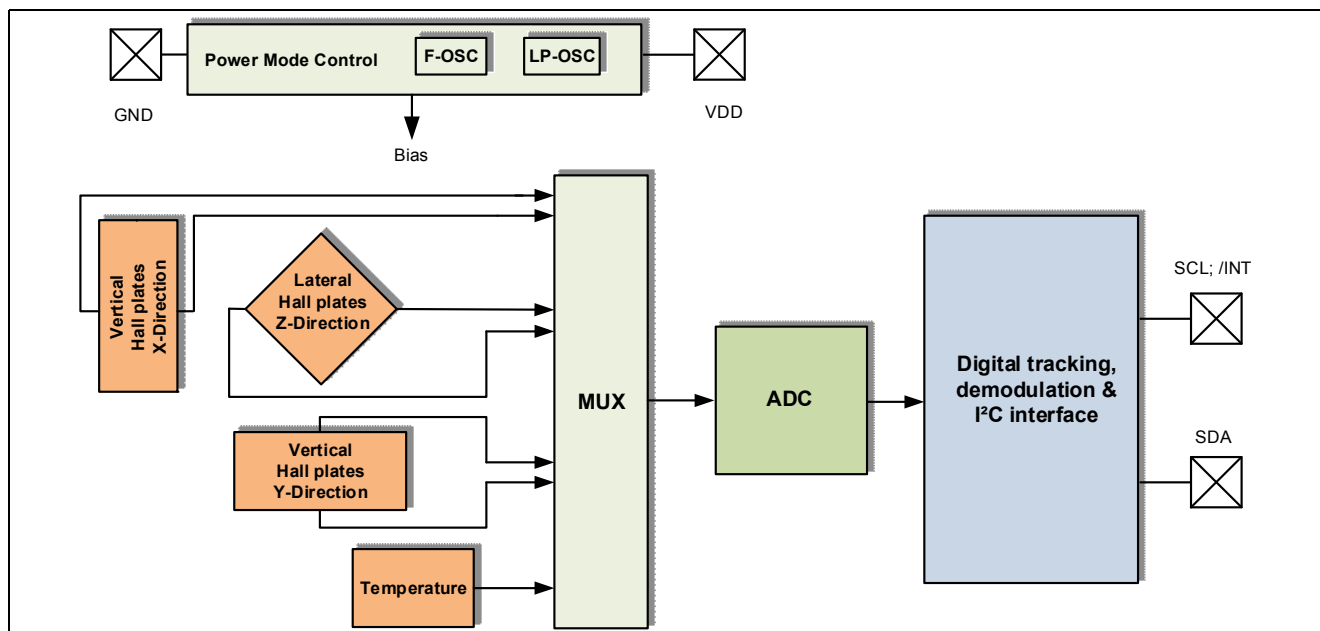 Power Mode Control
F-OSC
LP-OSC
GND
VDD
Bias
Vertical
Hall plates
X-Direction
Lateral
Hall plates
Z-Direction
Vertical
Hall plates
Y-Direction
Temperature
MUX
ADC
Digital tracking,
demodulation &
I²C interface
SCL; /INT
SDA